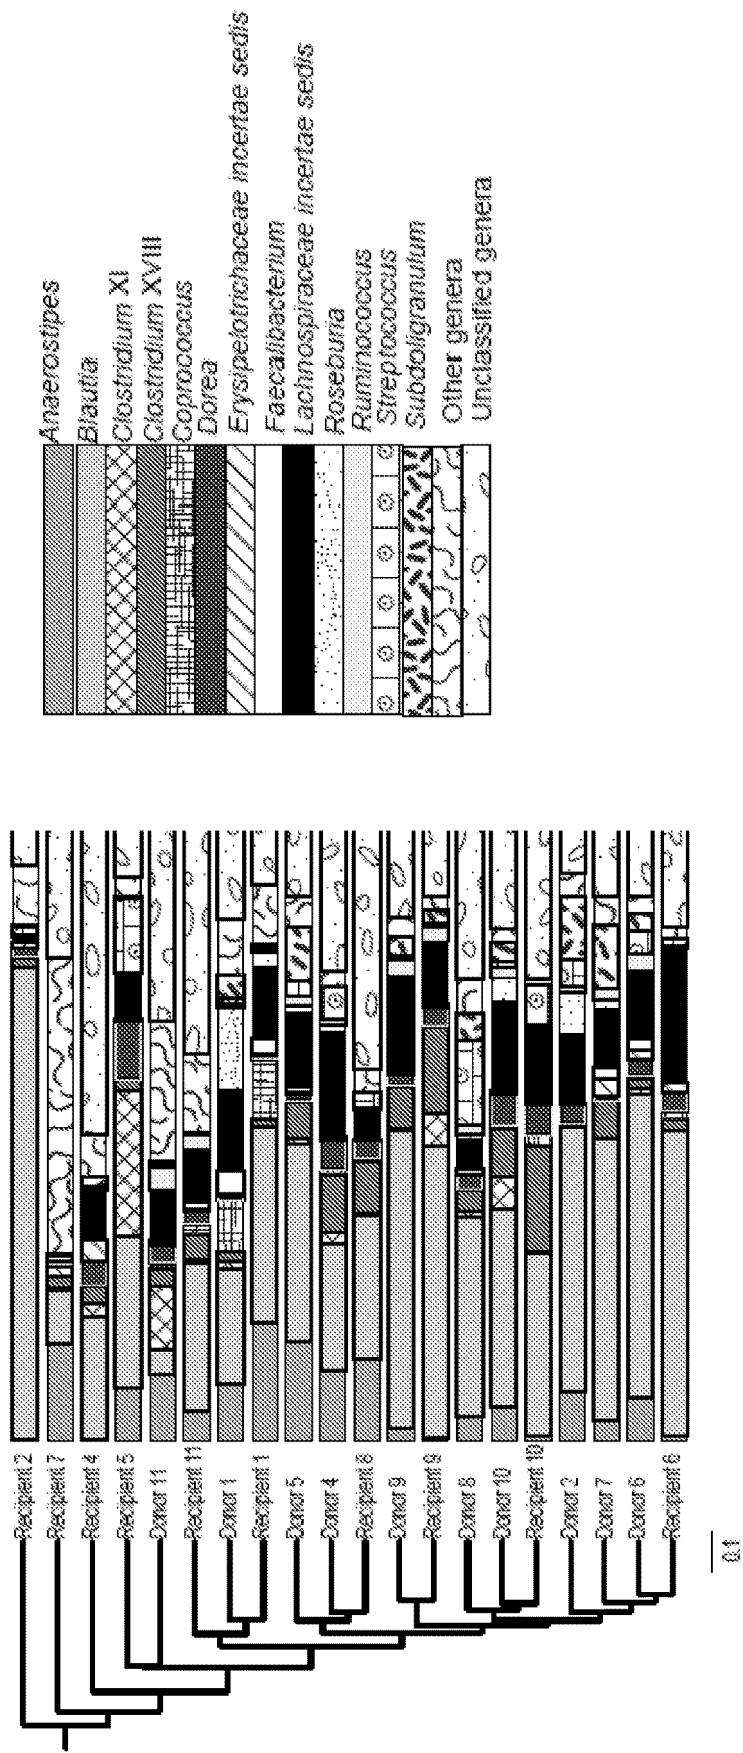 Anaerostipes
Blautia
Clostridium XI
Clostridium XVIII
Coprococcus
Dorea
Erysipelotrichaceae incertae sedis
Faecalibacterium
Lachnospiraceae incertae sedis
Roseburia
Ruminococcus
Streptococcus
Subdoligranulum
Other genera
Unclassified genera
Recipient 2
Recipient 7
Recipient 4
Recipient 5
Donor 11
Recipient 11
Donor 1
Recipient 1
Donor 5
Donor 4
Recipient 8
Donor 9
Recipient 9
Donor 8
Donor 10
Recipient 10
Donor 2
Donor 7
Donor 6
Recipient 6
0.1